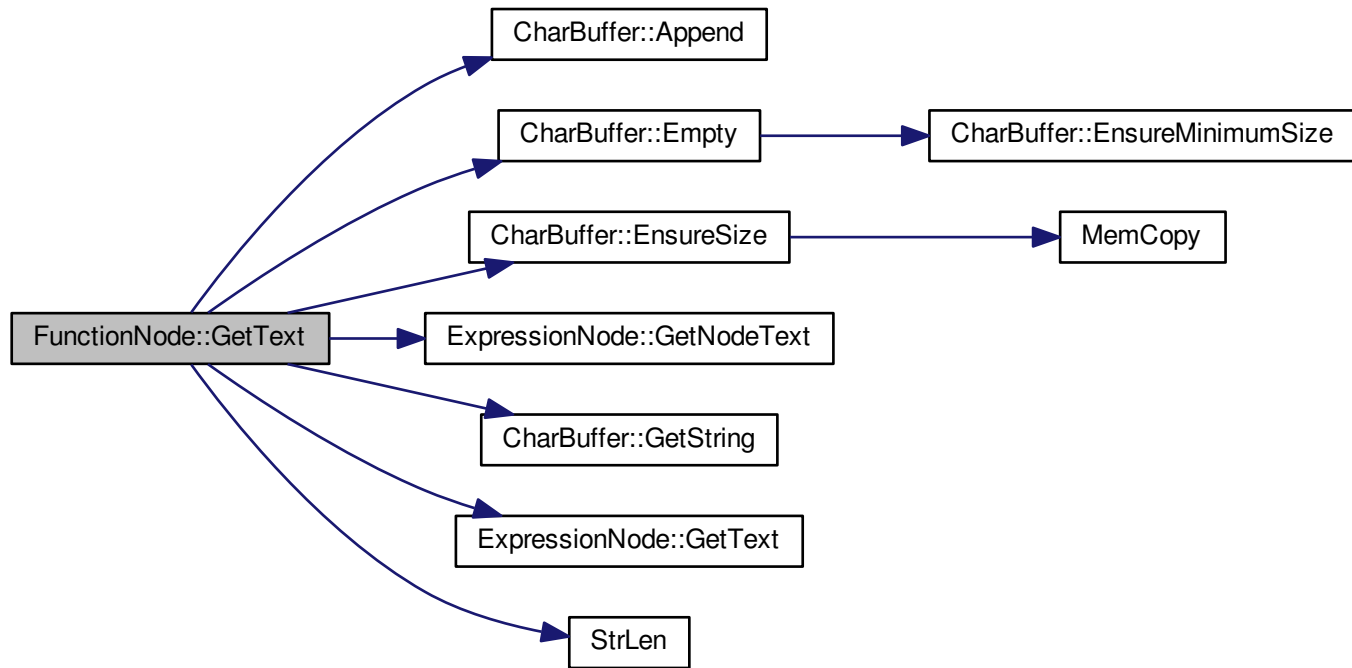 CharBuffer::Append
CharBuffer::Empty
CharBuffer::EnsureMinimumSize
CharBuffer::EnsureSize
MemCopy
FunctionNode::GetText
ExpressionNode::GetNodeText
CharBuffer::GetString
ExpressionNode::GetText
StrLen